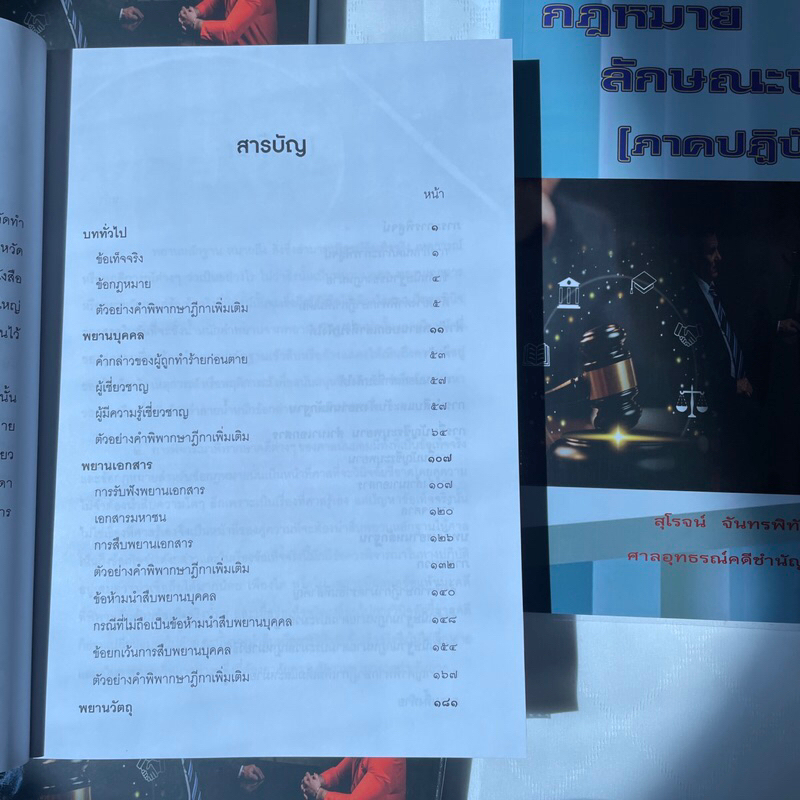 สารบัญ
หน้า
บททั่วไป ๑
ข้อเท็จจริง ๑
ข้อกฎหมาย ๔
ตัวอย่างคำพิพากษาฎีกาเพิ่มเติม ๕
พยานบุคคล ๑๑
คำกล่าวของผู้ถูกทำร้ายก่อนตาย ๕๓
ผู้เชี่ยวชาญ ๕๗
ผู้มีความรู้เชี่ยวชาญ ๕๗
ตัวอย่างคำพิพากษาฎีกาเพิ่มเติม ๖๔
พยานเอกสาร ๑๐๗
การรับฟังพยานเอกสาร ๑๐๗
เอกสารมหาชน ๑๒๐
การสืบพยานเอกสาร ๑๒๖
ตัวอย่างคำพิพากษาฎีกาเพิ่มเติม ๑๓๒
ข้อห้ามนำสืบพยานบุคคล ๑๔๐
กรณีที่ไม่ถือเป็นข้อห้ามนำสืบพยานบุคคล ๑๔๘
ข้อยกเว้นการสืบพยานบุคคล ๑๕๔
ตัวอย่างคำพิพากษาฎีกาเพิ่มเติม ๑๖๗
พยานวัตถุ ๑๘๑
กฎหมาย
ลักษณะ
[ภาคปฏิบั
สุโรจน์ จันทรพิทั
ศาลอุทธรณ์คดีชำนัญ